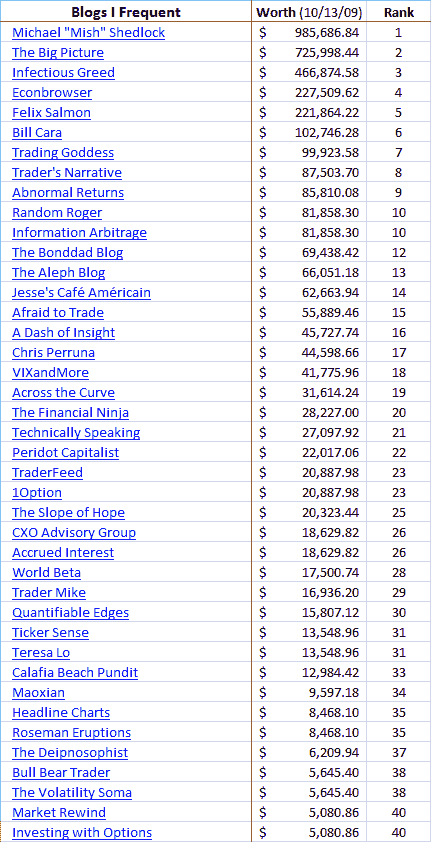 Blogs I Frequent Worth (10/13/09) Rank
Michael "Mish" Shedlock $ 985,686.84 1
The Big Picture $ 725,998.44 2
Infectious Greed $ 466,874.58 3
Econbrowser $ 227,509.62 4
Felix Salmon $ 221,864.22 5
Bill Cara $ 102,746.28 6
Trading Goddess $ 99,923.58 7
Trader's Narrative $ 87,503.70 8
Abnormal Returns $ 85,810.08 9
Random Roger $ 81,858.30 10
Information Arbitrage $ 81,858.30 10
The Bonddad Blog $ 69,438.42 12
The Aleph Blog $ 66,051.18 13
Jesse's Café Américain $ 62,663.94 14
Afraid to Trade $ 55,889.46 15
A Dash of Insight $ 45,727.74 16
Chris Perruna $ 44,598.66 17
VIXandMore $ 41,775.96 18
Across the Curve $ 31,614.24 19
The Financial Ninja $ 28,227.00 20
Technically Speaking $ 27,097.92 21
Peridot Capitalist $ 22,017.06 22
TraderFeed $ 20,887.98 23
1Option $ 20,887.98 23
The Slope of Hope $ 20,323.44 25
CXO Advisory Group $ 18,629.82 26
Accrued Interest $ 18,629.82 26
World Beta $ 17,500.74 28
Trader Mike $ 16,936.20 29
Quantifiable Edges $ 15,807.12 30
Ticker Sense $ 13,548.96 31
Teresa Lo $ 13,548.96 31
Calafia Beach Pundit $ 12,984.42 33
Maoxian $ 9,597.18 34
Headline Charts $ 8,468.10 35
Roseman Eruptions $ 8,468.10 35
The Deipnosophist $ 6,209.94 37
Bull Bear Trader $ 5,645.40 38
The Volatility Soma $ 5,645.40 38
Market Rewind $ 5,080.86 40
Investing with Options $ 5,080.86 40